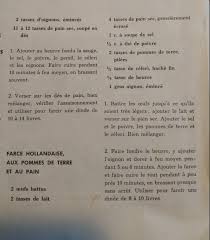 2 tasses d'oignons, émincés
11 à 12 tasses de pain sec, coupé en
dés
1. Ajouter au beurre fondu la sauge,
le sel, le poivre, le persil, le céleri
et les oignons. Faire cuire pendant
10 minutes à feu moyen, en brassant
souvent.
2. Verser sur les dés de pain, bien
mélanger, vérifier l'assaisonnement
et utiliser pour farcir une dinde de
10 à 14 livres.
FARCE HOLLANDAISE,
AUX POMMES DE TERRE
ET AU PAIN
2 œufs battus
2 tasses de lait
4 tasses de pain sec, grossièrement
émietté
2 c. à soupe de sel
½ c. à thé de poivre
2 tasses de pommes de terre,
pilées
½ tasse de céleri, haché fin
½ tasse de beurre
1 gros oignon, émincé
1. Battre les œufs jusqu'à ce qu'ils
soient très légers, ajouter le lait et
verser sur le pain sec. Ajouter le sel
et le poivre, les pommes de terre et
le céleri. Bien mélanger.
2. Faire fondre le beurre, y ajouter
l'oignon et dorer à feu moyen, pen-
dant 5 ou 6 minutes. Ajouter la farce
et faire cuire le tout pendant à peu
près 10 minutes, en brassant presque
sans arrêt. Utiliser pour farcir une
dinde de 8 à 10 livres